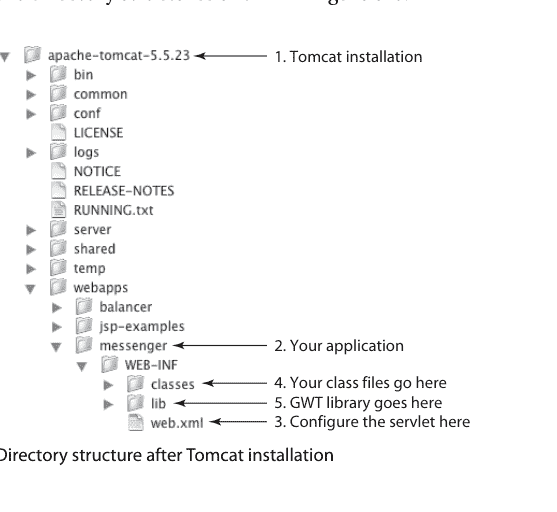 apache-tomcat-5.5.23 1. Tomcat installation
bin
common
conf
LICENSE
logs
NOTICE
RELEASE-NOTES
RUNNING.txt
server
shared
temp
webapps
balancer
jsp-examples
messenger 2. Your application
WEB-INF
classes 4. Your class files go here
lib 5. GWT library goes here
web.xml 3. Configure the servlet here
Directory structure after Tomcat installation